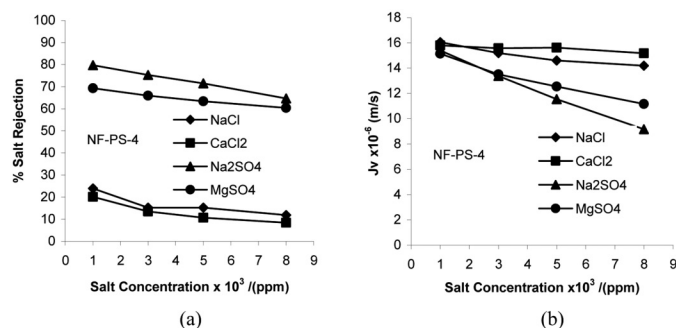 100
90
80
70
60
50
40
30
20
10
0
% Salt Rejection
NF-PS-4
NaCl
CaCl2
Na2SO4
MgSO4
0 1 2 3 4 5 6 7 8 9
Salt Concentration x 10³ /(ppm)
(a)
18
16
14
12
10
8
6
4
2
0
Jv x10⁻⁶ (m/s)
NF-PS-4
NaCl
CaCl2
Na2SO4
MgSO4
0 1 2 3 4 5 6 7 8 9
Salt Concentration x 10³ /(ppm)
(b)